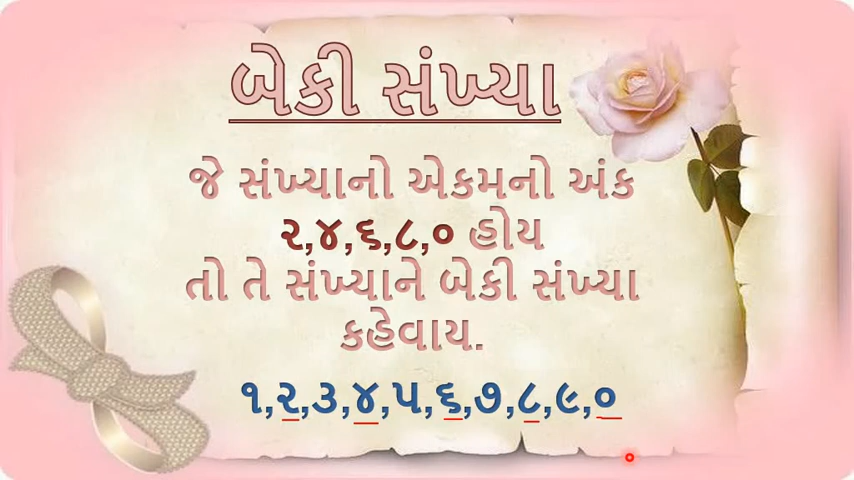 બેકી સંખ્યા
જે સંખ્યાનો એકમનો અંક
૨,૪,૬,૮,૦ હોય
તો તે સંખ્યાને બેકી સંખ્યા
કહેવાય.
૧,૨,૩,૪,૫,૬,૭,૮,૯,૦